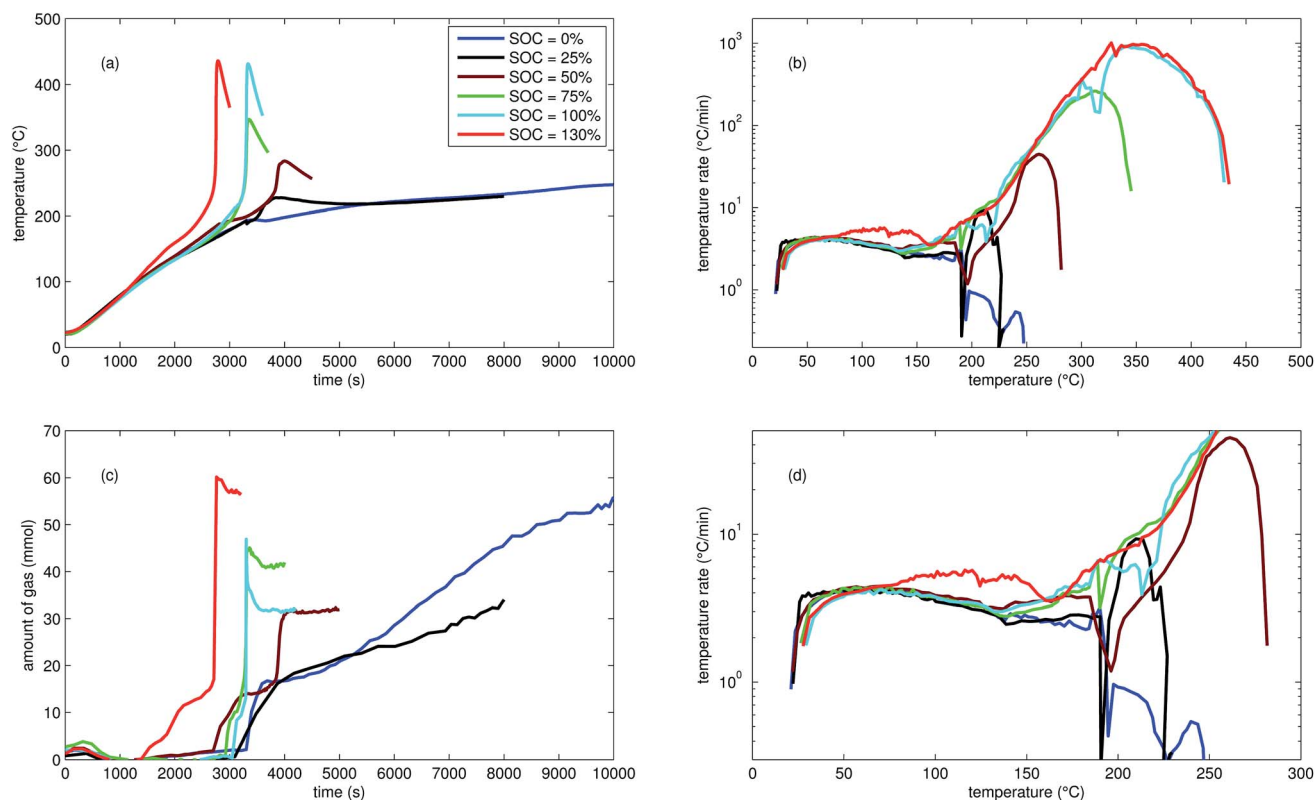 (a)
temperature (°C)
500
400
300
200
100
0
SOC = 0%
SOC = 25%
SOC = 50%
SOC = 75%
SOC = 100%
SOC = 130%
0 1000 2000 3000 4000 5000 6000 7000 8000 9000 10000
time (s)
(b)
temperature rate (°C/min)
10³
10²
10¹
10⁰
0 50 100 150 200 250 300 350 400 450 500
temperature (°C)
(c)
amount of gas (mmol)
70
60
50
40
30
20
10
0
0 1000 2000 3000 4000 5000 6000 7000 8000 9000 10000
time (s)
(d)
temperature rate (°C/min)
10¹
10⁰
0 50 100 150 200 250 300
temperature (°C)